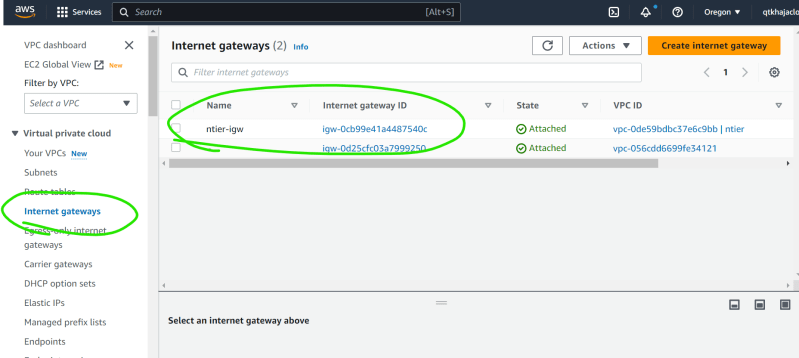 aws
Services
Search
[Alt+S]
Oregon
qtkhajaclo
VPC dashboard
EC2 Global View New
Filter by VPC:
Select a VPC
Virtual private cloud
Your VPCs New
Subnets
Route tables
Internet gateways
Egress-only internet
gateways
Carrier gateways
DHCP option sets
Elastic IPs
Managed prefix lists
Endpoints
Internet gateways (2) Info
Actions
Create internet gateway
Filter internet gateways
1
Name Internet gateway ID State VPC ID
ntier-igw igw-0cb99e41a4487540c Attached vpc-0de59bdbc37e6c9bb | ntier
igw-0d25cfc03a7999250 Attached vpc-056cdd6699fe34121
Select an internet gateway above